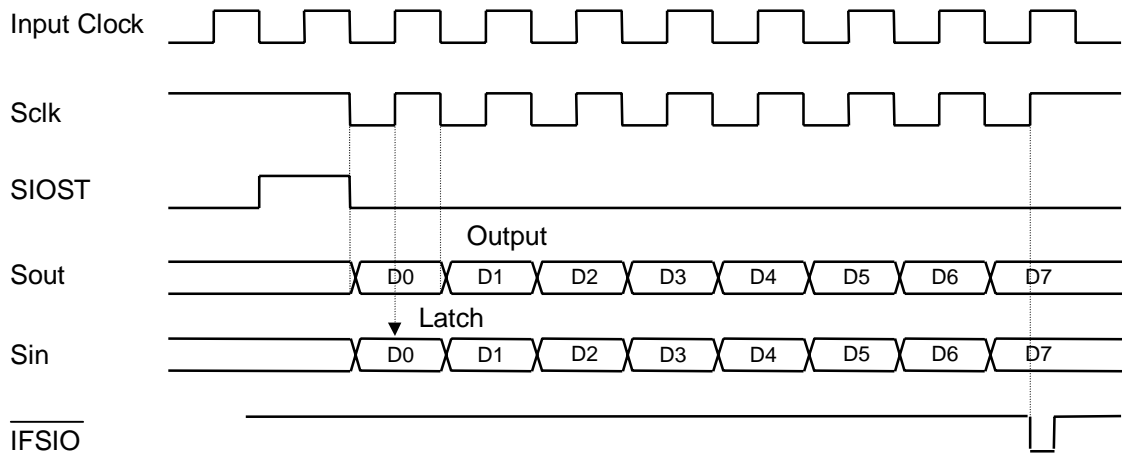 Input Clock
Sclk
SIOST
Output
Sout D0 D1 D2 D3 D4 D5 D6 D7
Latch
Sin D0 D1 D2 D3 D4 D5 D6 D7
IFSIO